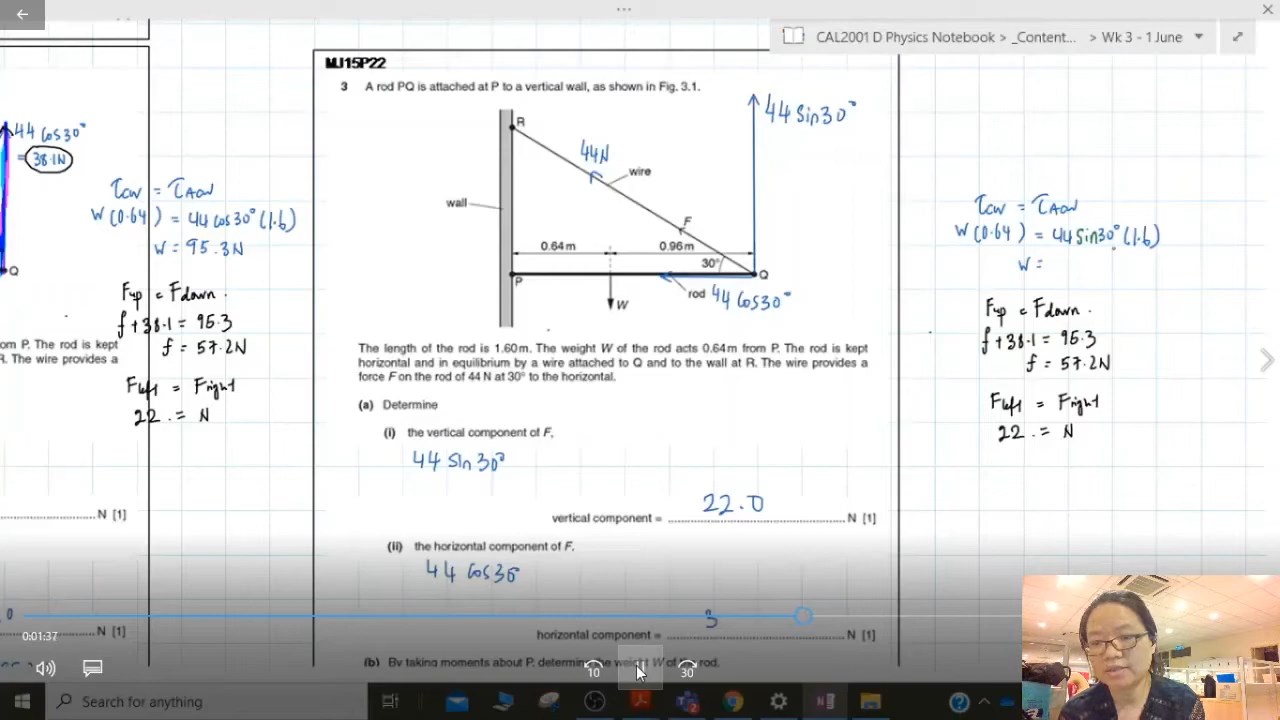 CAL2001 D Physics Notebook > _Content... > Wk 3 - 1 June
MJ15P22
3 A rod PQ is attached at P to a vertical wall, as shown in Fig. 3.1.
44 Sin30°
R
44N
wire
wall
F
0.64 m
0.96 m
30°
P
Q
rod
44 Cos30°
W
The length of the rod is 1.60 m. The weight W of the rod acts 0.64 m from P. The rod is kept
horizontal and in equilibrium by a wire attached to Q and to the wall at R. The wire provides a
force F on the rod of 44 N at 30° to the horizontal.
(a) Determine
(i) the vertical component of F,
44 sin 30°
22.0
vertical component = N [1]
(ii) the horizontal component of F.
44 cos30
3
horizontal component = N [1]
(b) By taking moments about P, determine the weight W of the rod.
44 Cos30°
= 38.1N
τcw = τAcw
W (0.64) = 44 cos30° (1.6)
W = 95.3 N
Q
Fup = Fdown.
f + 38.1 = 95.3
f = 57.2 N
om P. The rod is kept
R. The wire provides a
Fleft = Fright
22. = N
N [1]
N [1]
τcw = τAcw
W (0.64) = 44 sin30° (1.6)
W =
Fup = Fdown.
f + 38.1 = 95.3
f = 57.2 N
Fleft = Fright
22. = N
0:01:37
10
30
Search for anything